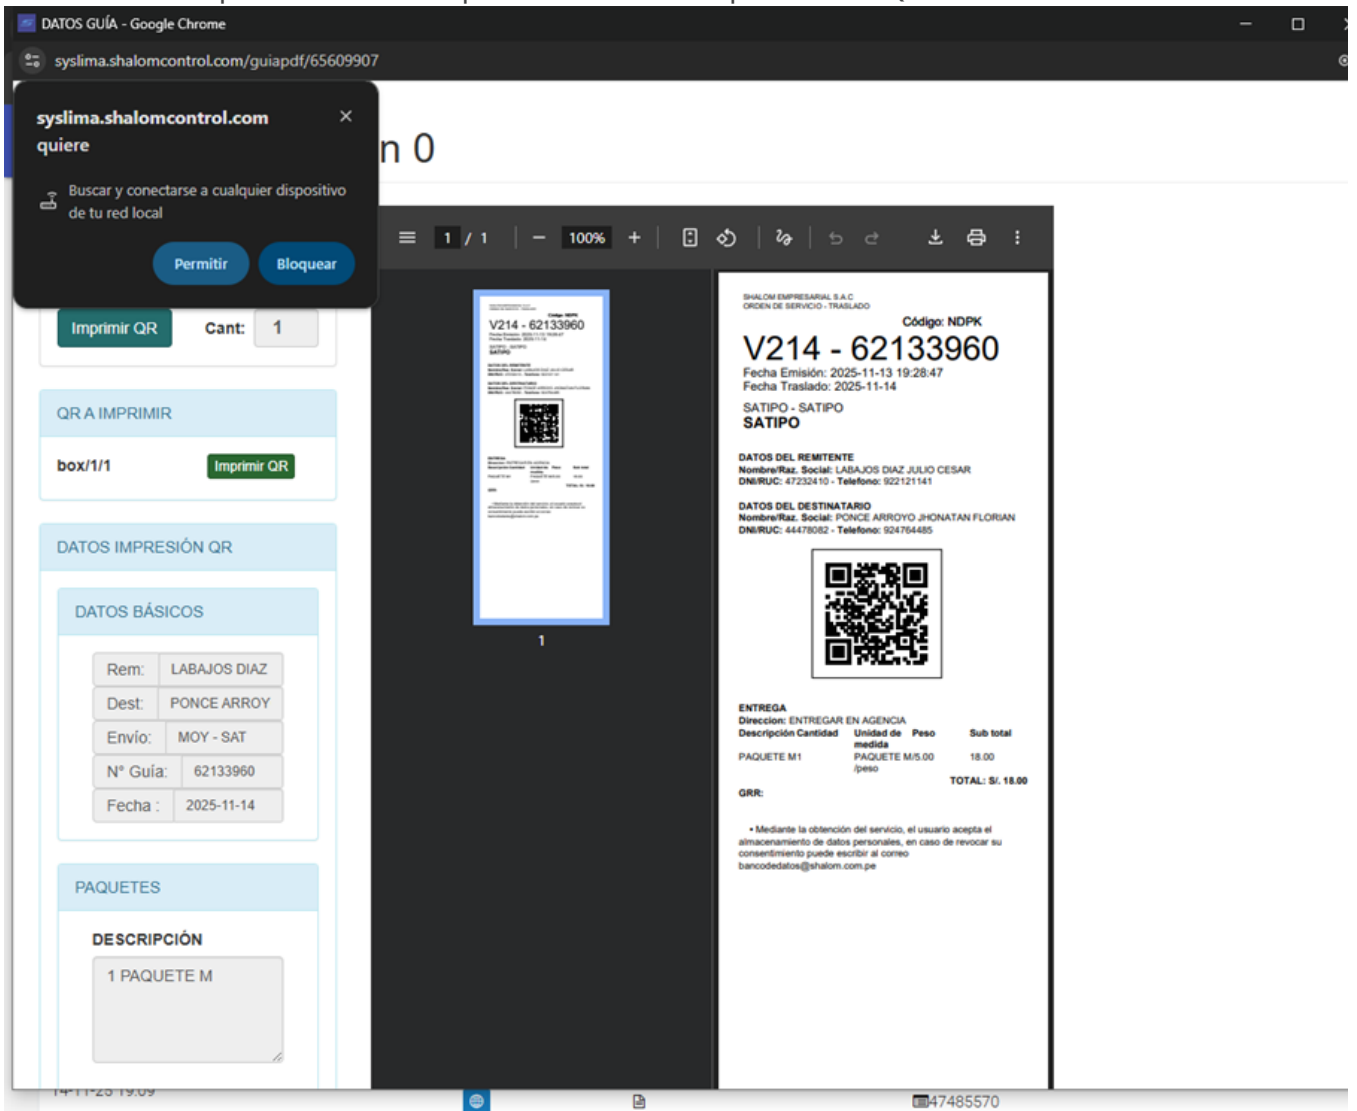 DATOS GUÍA - Google Chrome
syslima.shalomcontrol.com/guiapdf/65609907
syslima.shalomcontrol.com
quiere
Buscar y conectarse a cualquier dispositivo
de tu red local
Permitir Bloquear
n 0
1 / 1 100%
Imprimir QR Cant: 1
QR A IMPRIMIR
box/1/1 Imprimir QR
DATOS IMPRESIÓN QR
DATOS BÁSICOS
Rem: LABAJOS DIAZ
Dest: PONCE ARROY
Envío: MOY - SAT
N° Guía: 62133960
Fecha : 2025-11-14
PAQUETES
DESCRIPCIÓN
1 PAQUETE M
V214 - 62133960
SATIPO
1
SHALOM EMPRESARIAL S.A.C
ORDEN DE SERVICIO - TRASLADO
Código: NDPK
V214 - 62133960
Fecha Emisión: 2025-11-13 19:28:47
Fecha Traslado: 2025-11-14
SATIPO - SATIPO
SATIPO
DATOS DEL REMITENTE
Nombre/Raz. Social: LABAJOS DIAZ JULIO CESAR
DNI/RUC: 47232410 - Telefono: 922121141
DATOS DEL DESTINATARIO
Nombre/Raz. Social: PONCE ARROYO JHONATAN FLORIAN
DNI/RUC: 44478082 - Telefono: 924764485
ENTREGA
Direccion: ENTREGAR EN AGENCIA
Descripción Cantidad Unidad de Peso Sub total
medida
PAQUETE M1 PAQUETE M/5.00 18.00
/peso
TOTAL: S/. 18.00
GRR:
• Mediante la obtención del servicio, el usuario acepta el
almacenamiento de datos personales, en caso de revocar su
consentimiento puede escribir al correo
bancodedatos@shalom.com.pe
14-11-25 19:09
47485570